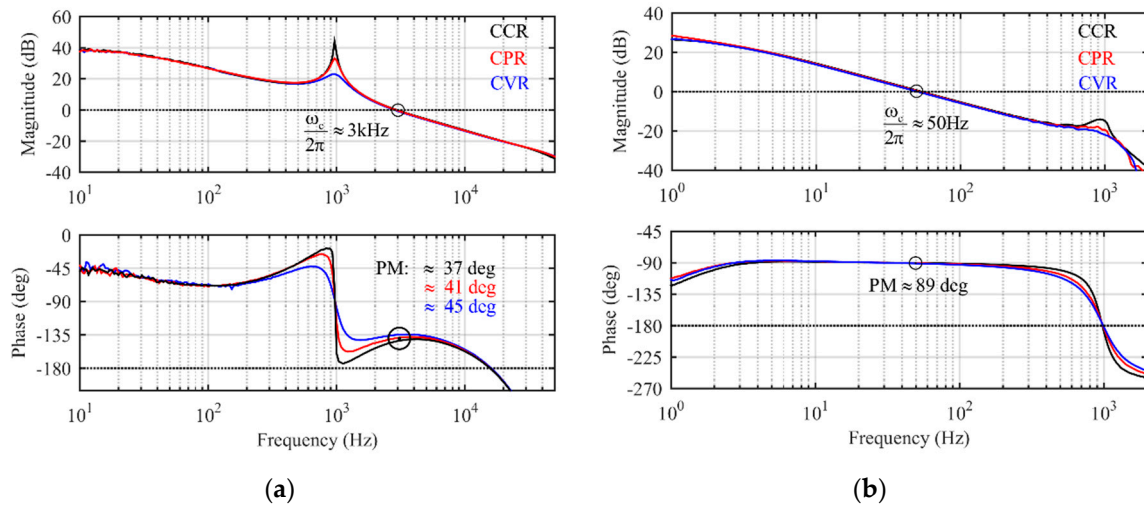 40
20
0
-20
-40
60
Magnitude (dB)
CCR
CPR
CVR
ω_c/2π ≈ 3kHz
10^1
10^2
10^3
10^4
0
-45
-90
-135
-180
Phase (deg)
PM: ≈ 37 deg
≈ 41 deg
≈ 45 deg
10^1
10^2
10^3
10^4
Frequency (Hz)
(a)
40
20
0
-20
-40
Magnitude (dB)
CCR
CPR
CVR
ω_c/2π ≈ 50Hz
10^0
10^1
10^2
10^3
-45
-90
-135
-180
-225
-270
Phase (deg)
PM ≈ 89 deg
10^0
10^1
10^2
10^3
Frequency (Hz)
(b)